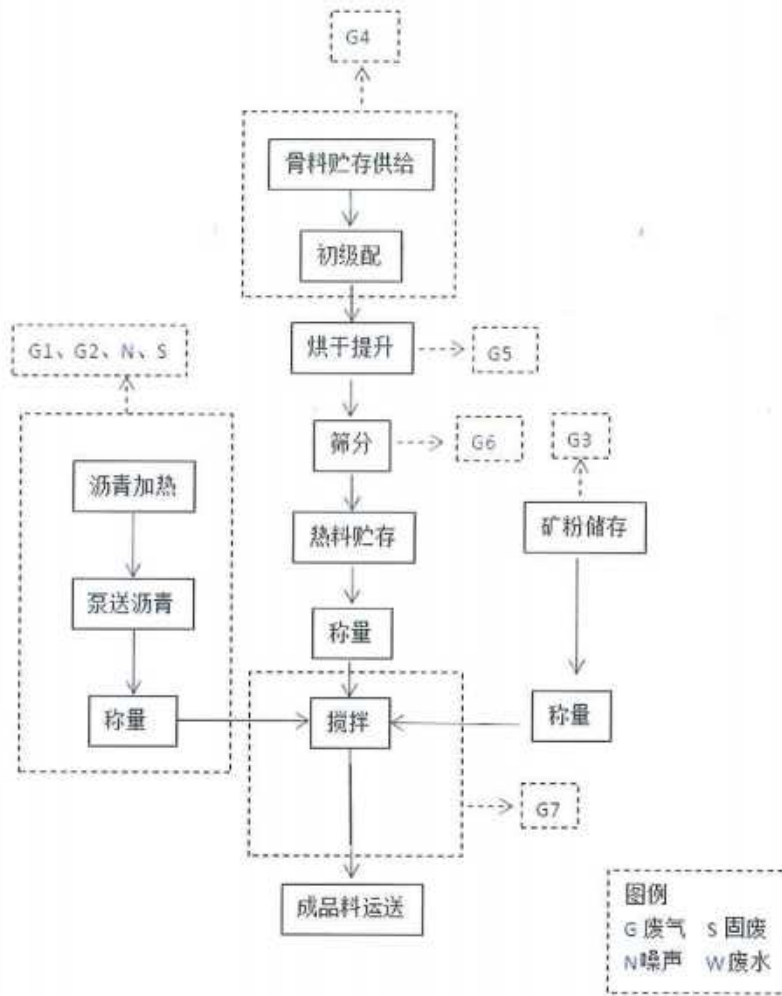 G4
骨料贮存供给
初级配
G1、G2、N、S
烘干提升
G5
筛分
G6
G3
沥青加热
热料贮存
矿粉储存
泵送沥青
称量
称量
搅拌
称量
G7
成品料运送
图例
G 废气 S 固废
N噪声 W废水